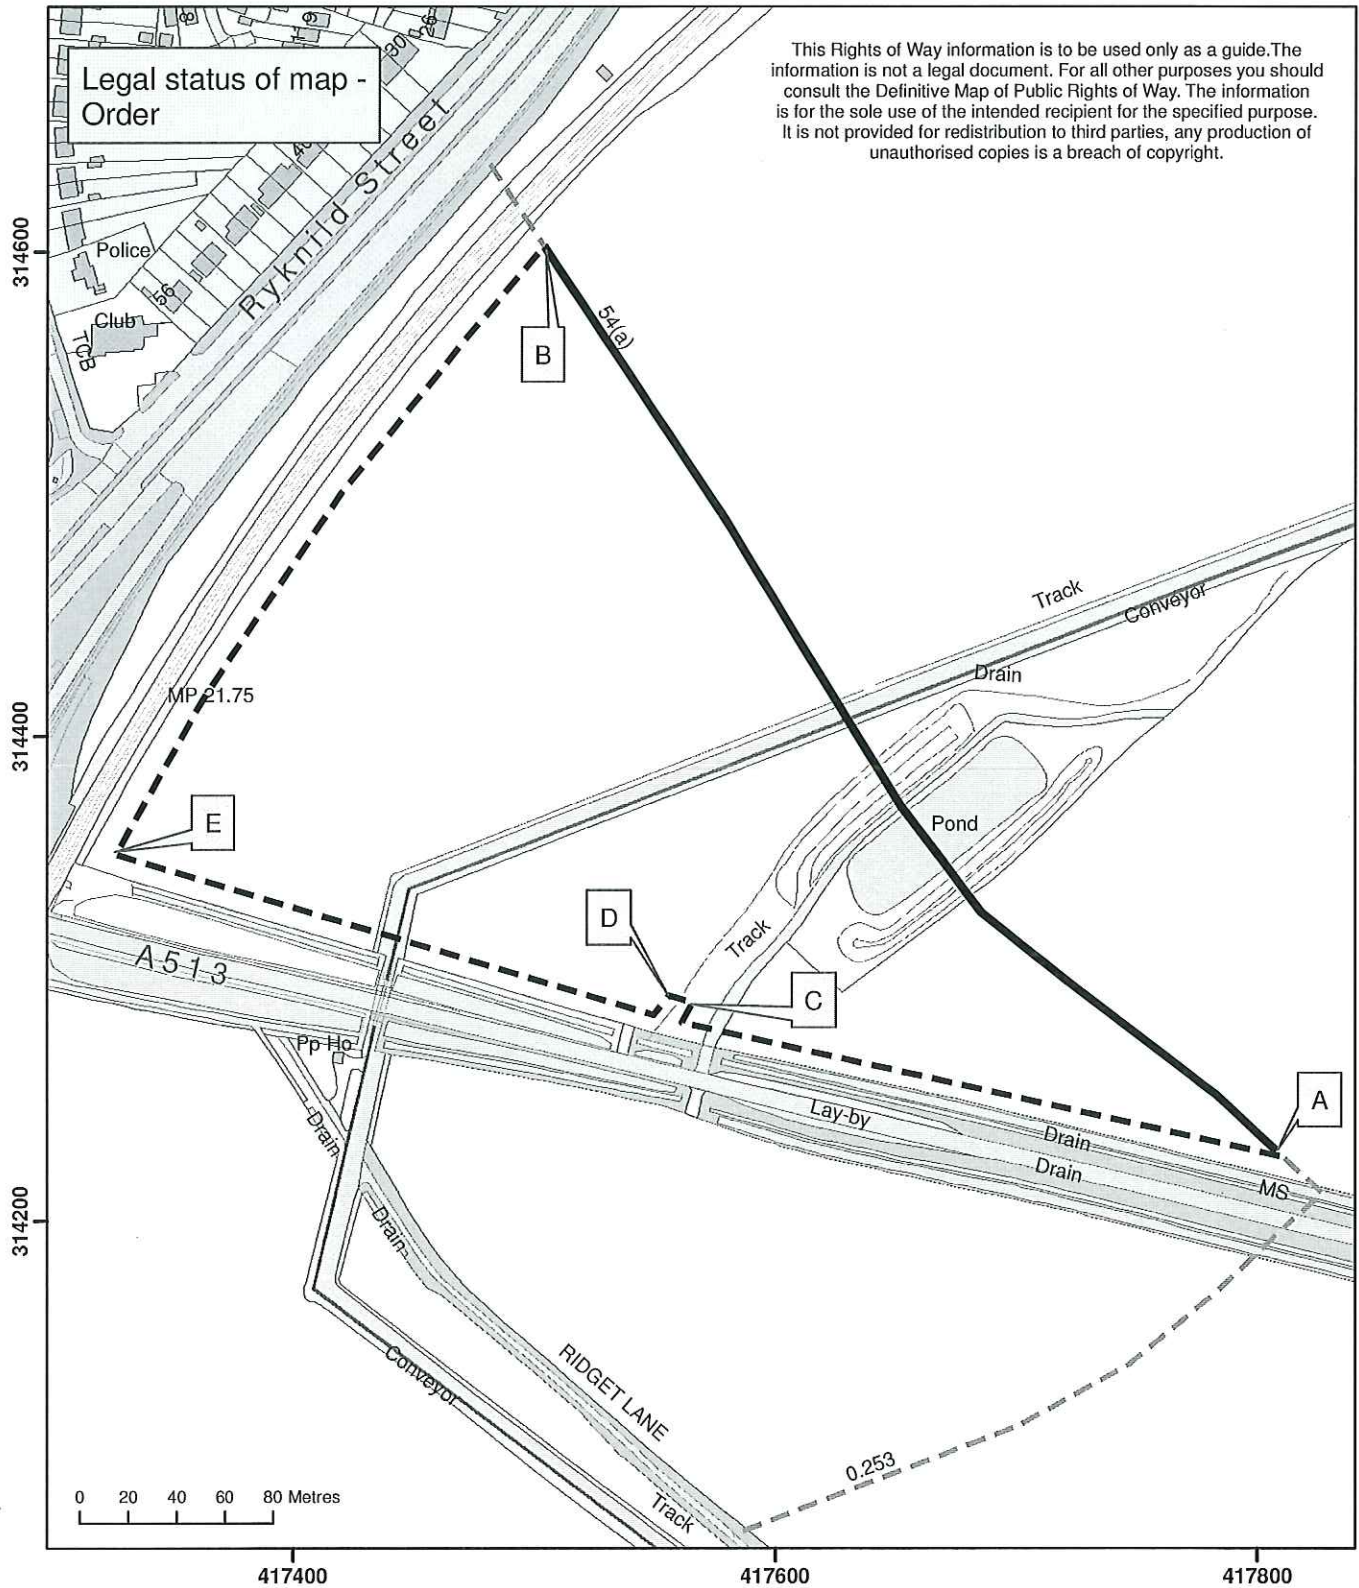 Legal status of map -
Order
This Rights of Way information is to be used only as a guide.The
information is not a legal document. For all other purposes you should
consult the Definitive Map of Public Rights of Way. The information
is for the sole use of the intended recipient for the specified purpose.
It is not provided for redistribution to third parties, any production of
unauthorised copies is a breach of copyright.
30
Ryknild Street
Police
56
Club
TCB
314600
B
54(a)
Track
Conveyor
Drain
MP 21.75
314400
E
Pond
D
Track
C
A513
Pp Ho
Lay-by
A
Drain
Drain
Drain
MS
314200
Drain
Conveyor
RIDGET LANE
0.253
Track
0 20 40 60 80 Metres
417400
417600
417800